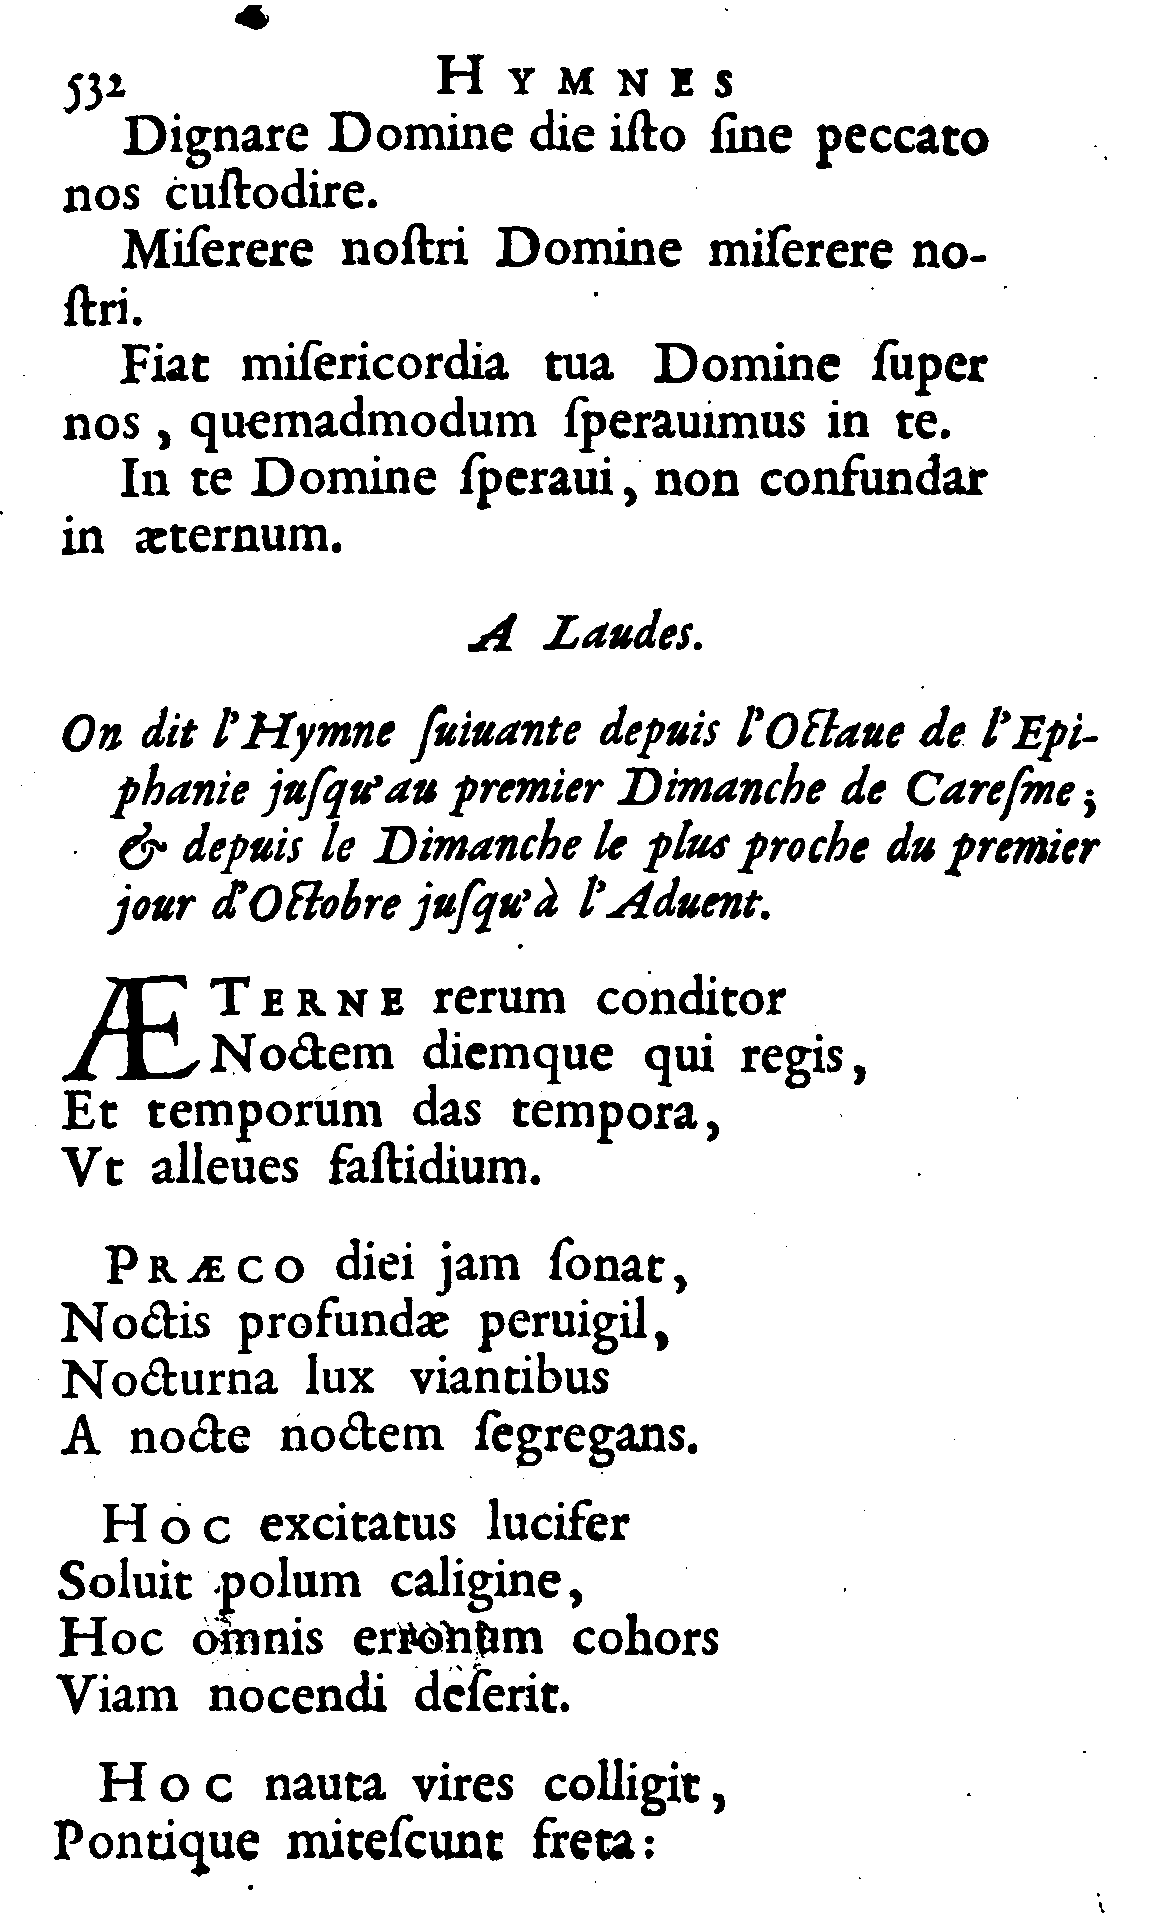 532 HYMNES
Dignare Domine die iſto ſine peccato
nos cuſtodire.
Miſerere noſtri Domine miſerere no-
ſtri.
Fiat miſericordia tua Domine ſuper
nos , quemadmodum ſperauimus in te.
In te Domine ſperaui, non confundar
in æternum.
A Laudes.
On dit l'Hymne ſuiuante depuis l'Octaue de l'Epi-
phanie juſqu'au premier Dimanche de Careſme;
& depuis le Dimanche le plus proche du premier
jour d'Octobre juſqu'à l'Aduent.
ÆTERNE rerum conditor
Noctem diemque qui regis,
Et temporum das tempora,
Vt alleues faſtidium.
PRÆCO diei jam ſonat,
Noctis profundæ peruigil,
Nocturna lux viantibus
A nocte noctem ſegregans.
HOC excitatus lucifer
Soluit polum caligine,
Hoc omnis erronum cohors
Viam nocendi deſerit.
HOC nauta vires colligit,
Pontique miteſcunt freta: